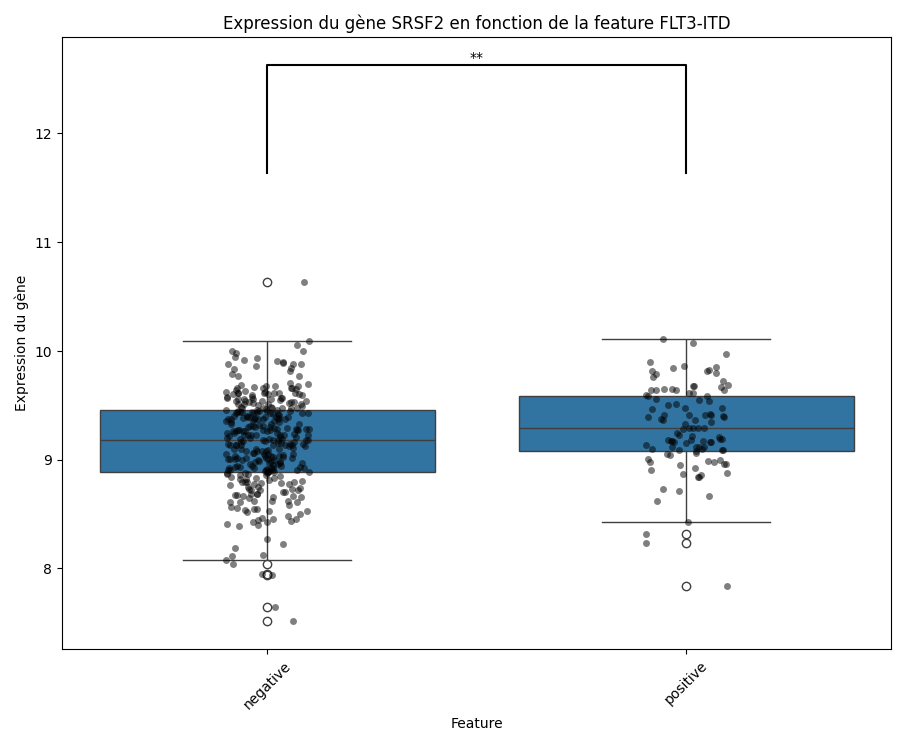 Expression du gène SRSF2 en fonction de la feature FLT3-ITD
**
12
11
10
9
8
Expression du gène
negative
positive
Feature